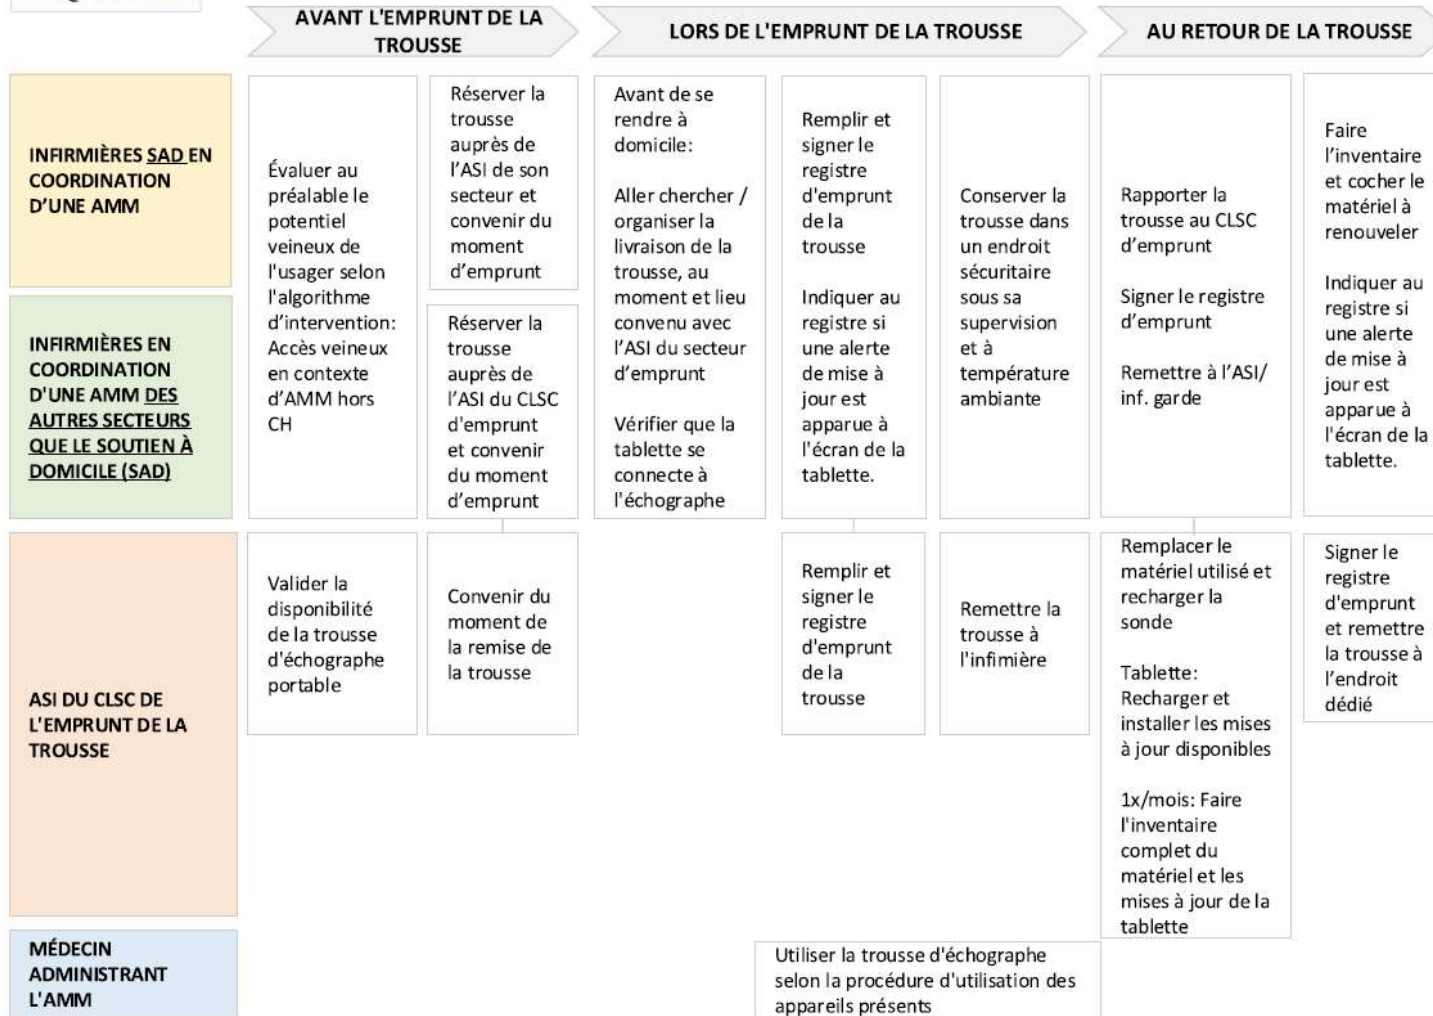 AVANT L'EMPRUNT DE LA
TROUSSE
LORS DE L'EMPRUNT DE LA TROUSSE
AU RETOUR DE LA TROUSSE
INFIRMIÈRES SAD EN
COORDINATION
D'UNE AMM
INFIRMIÈRES EN
COORDINATION
D'UNE AMM DES
AUTRES SECTEURS
QUE LE SOUTIEN À
DOMICILE (SAD)
Évaluer au
préalable le
potentiel
veineux de
l'usager selon
l'algorithme
d'intervention:
Accès veineux
en contexte
d'AMM hors
CH
Réserver la
trousse
auprès de
l'ASI de son
secteur et
convenir du
moment
d'emprunt
Réserver la
trousse
auprès de
l'ASI du CLSC
d'emprunt
et convenir
du moment
d'emprunt
Avant de se
rendre à
domicile:
Aller chercher /
organiser la
livraison de la
trousse, au
moment et lieu
convenu avec
l'ASI du secteur
d'emprunt
Vérifier que la
tablette se
connecte à
l'échographe
Remplir et
signer le
registre
d'emprunt
de la
trousse
Indiquer au
registre si
une alerte
de mise à
jour est
apparue à
l'écran de la
tablette.
Conserver la
trousse dans
un endroit
sécuritaire
sous sa
supervision
et à
température
ambiante
Rapporter la
trousse au CLSC
d'emprunt
Signer le registre
d'emprunt
Remettre à l'ASI/
inf. garde
Faire
l'inventaire
et cocher le
matériel à
renouveler
Indiquer au
registre si
une alerte
de mise à
jour est
apparue à
l'écran de la
tablette.
ASI DU CLSC DE
L'EMPRUNT DE LA
TROUSSE
Valider la
disponibilité
de la trousse
d'échographe
portable
Convenir du
moment de
la remise de
la trousse
Remplir et
signer le
registre
d'emprunt
de la
trousse
Remettre la
trousse à
l'infimière
Remplacer le
matériel utilisé et
recharger la
sonde
Tablette:
Recharger et
installer les mises
à jour disponibles
1x/mois: Faire
l'inventaire
complet du
matériel et les
mises à jour de la
tablette
Signer le
registre
d'emprunt
et remettre
la trousse à
l'endroit
dédié
MÉDECIN
ADMINISTRANT
L'AMM
Utiliser la trousse d'échographe
selon la procédure d'utilisation des
appareils présents